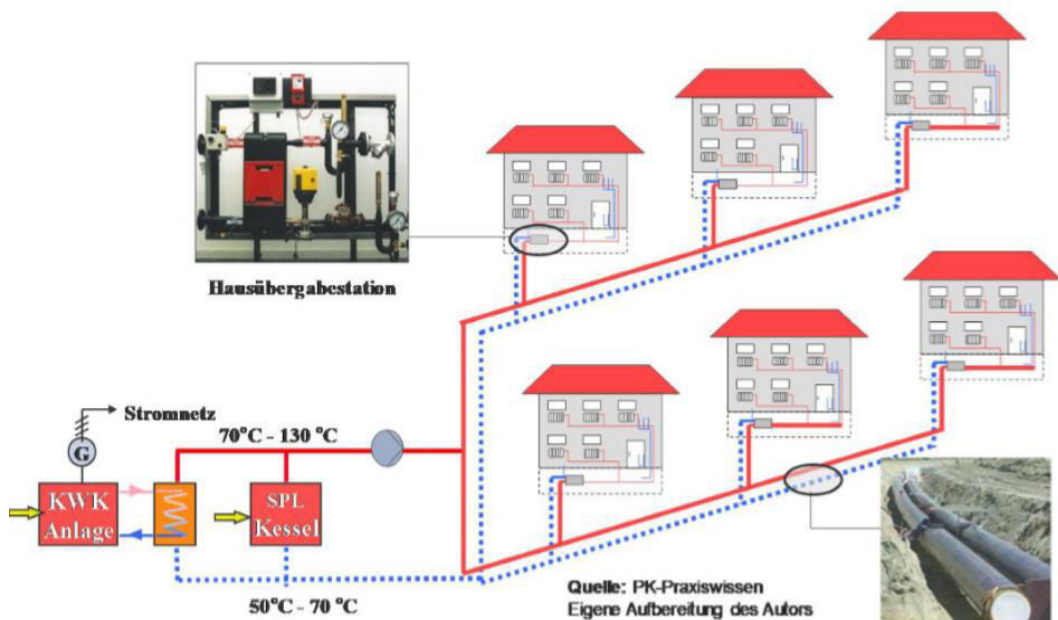 Hausübergabestation
Stromnetz
G
70°C - 130 °C
KWK
Anlage
SPL
Kessel
50°C - 70 °C
Quelle: PK-Praxiswissen
Eigene Aufbereitung des Autors